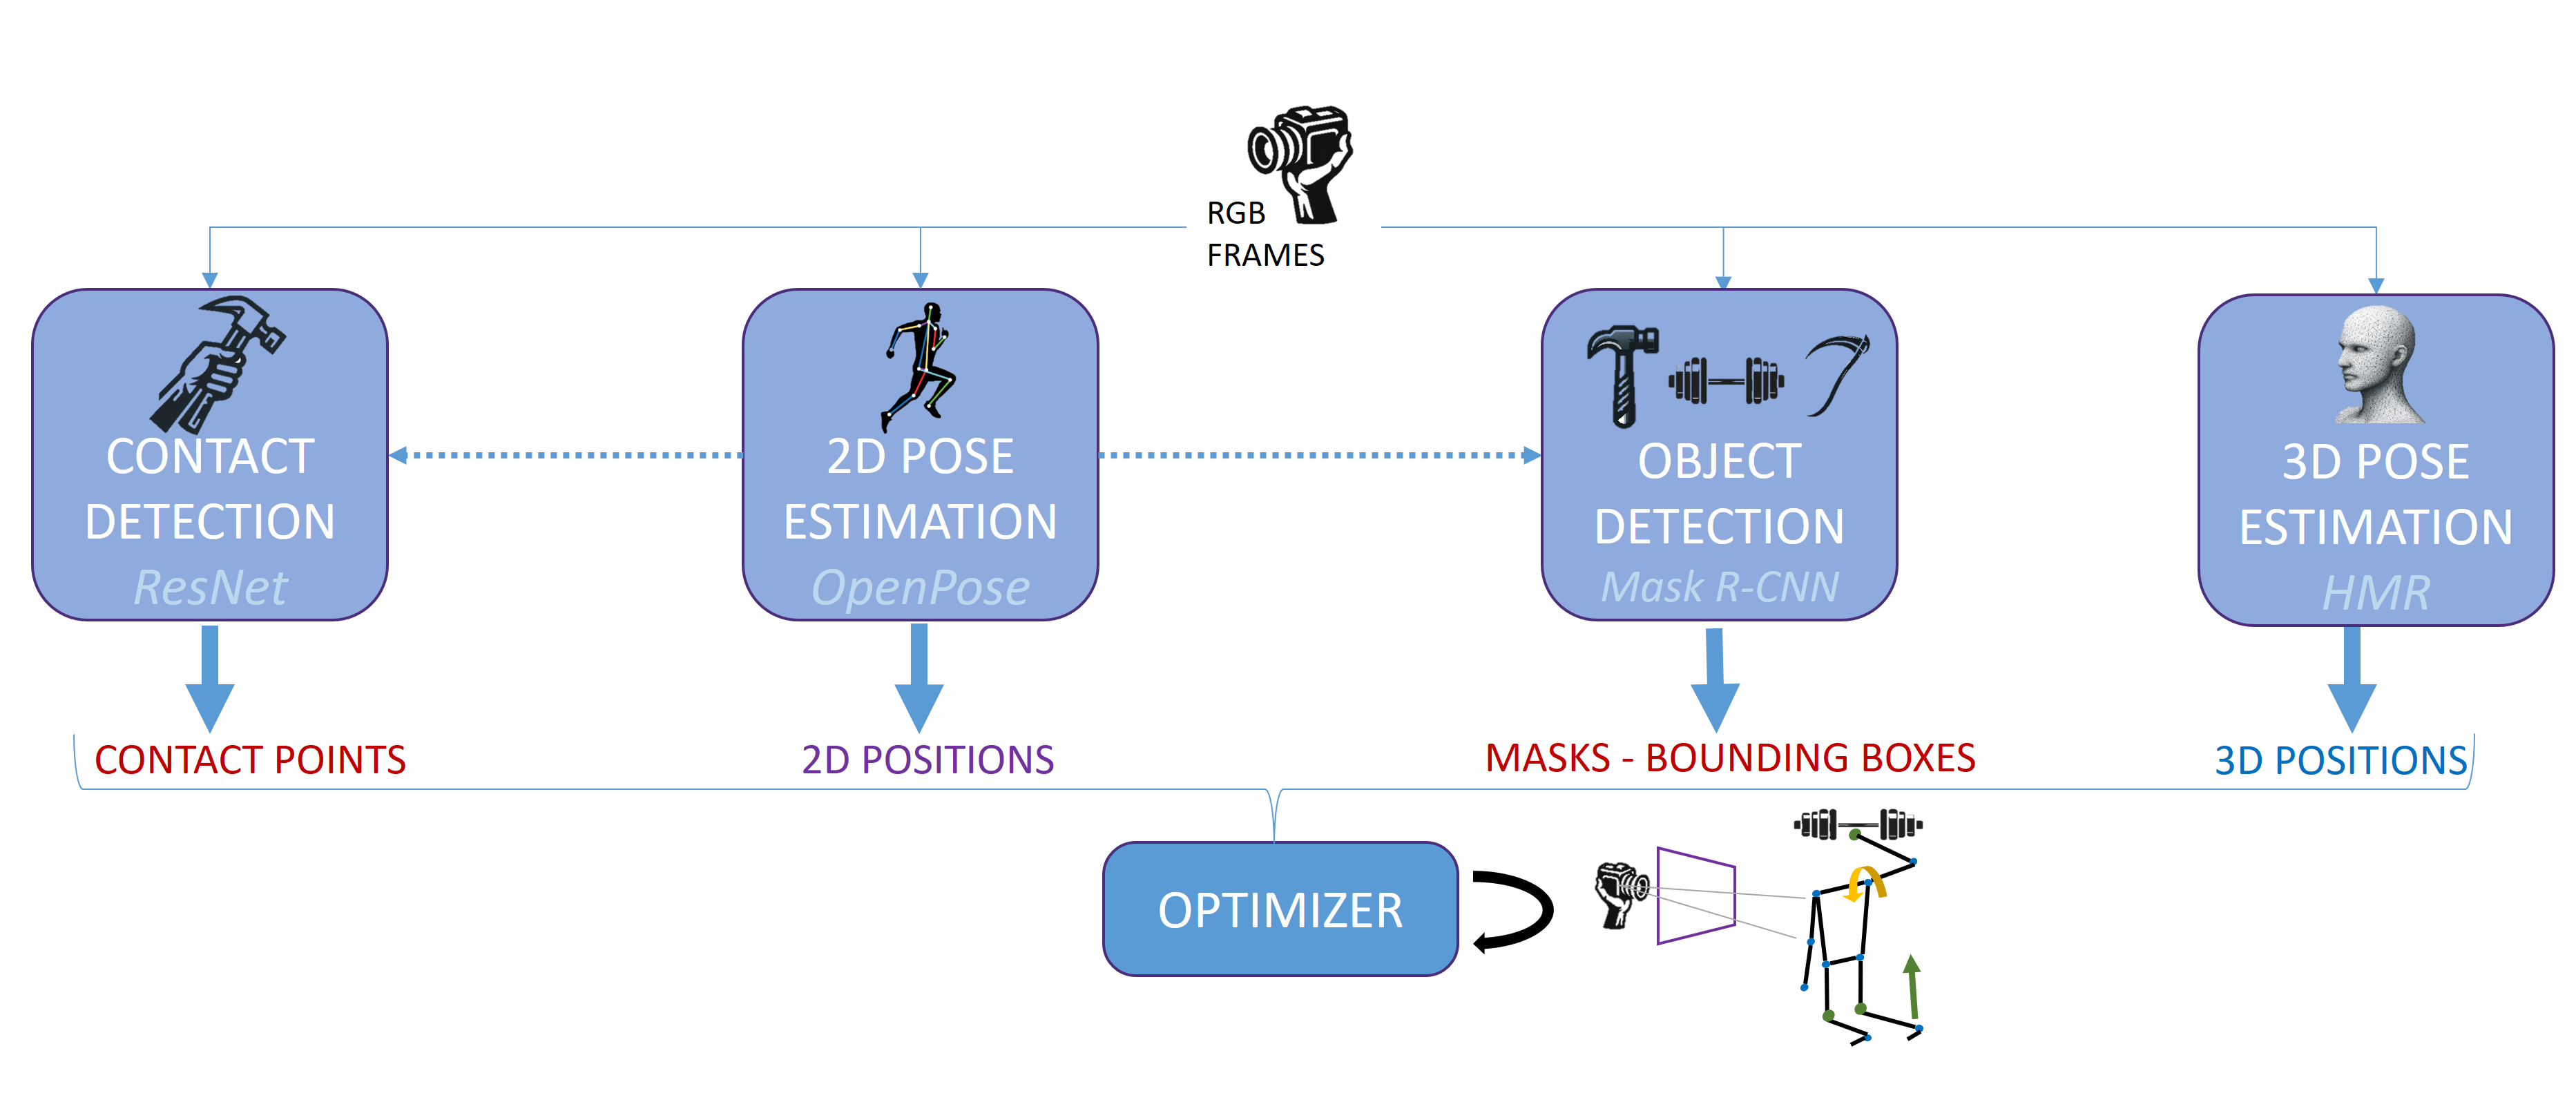 RGB
FRAMES
CONTACT
DETECTION
ResNet
2D POSE
ESTIMATION
OpenPose
OBJECT
DETECTION
Mask R-CNN
3D POSE
ESTIMATION
HMR
CONTACT POINTS
2D POSITIONS
MASKS - BOUNDING BOXES
3D POSITIONS
OPTIMIZER